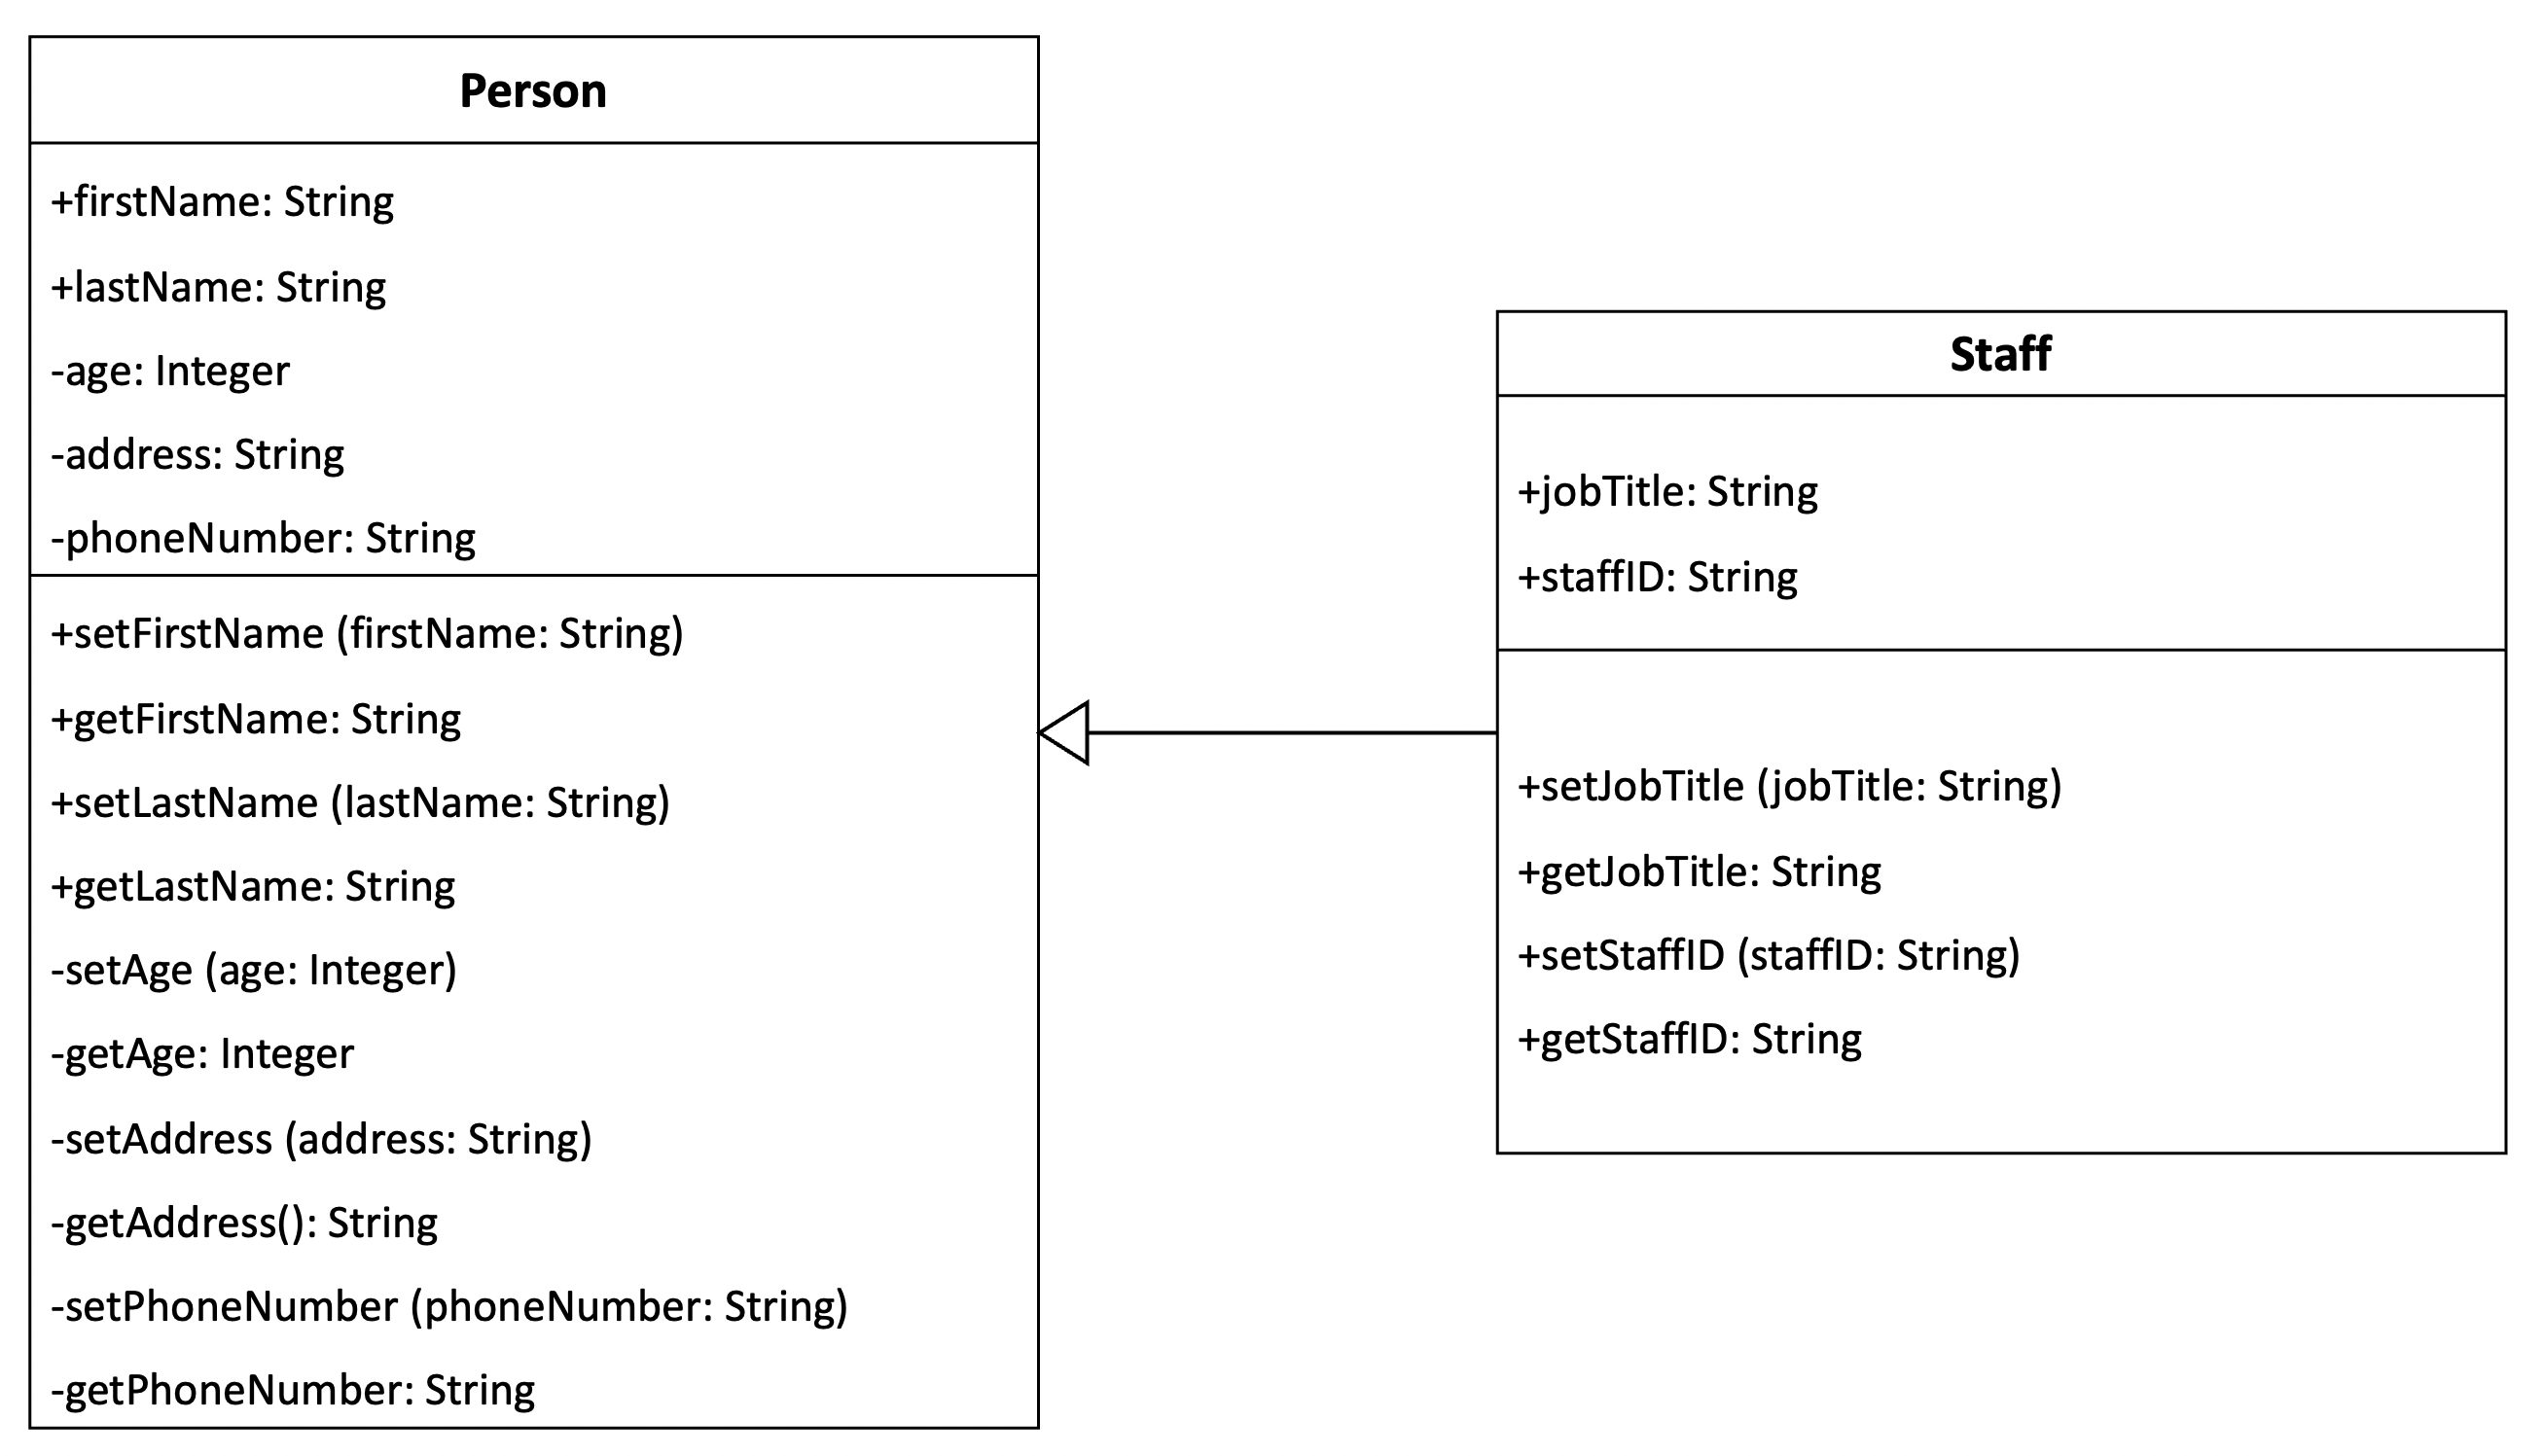 Person
+firstName: String
+lastName: String
-age: Integer
-address: String
-phoneNumber: String
+setFirstName (firstName: String)
+getFirstName: String
+setLastName (lastName: String)
+getLastName: String
-setAge (age: Integer)
-getAge: Integer
-setAddress (address: String)
-getAddress(): String
-setPhoneNumber (phoneNumber: String)
-getPhoneNumber: String
Staff
+jobTitle: String
+staffID: String
+setJobTitle (jobTitle: String)
+getJobTitle: String
+setStaffID (staffID: String)
+getStaffID: String